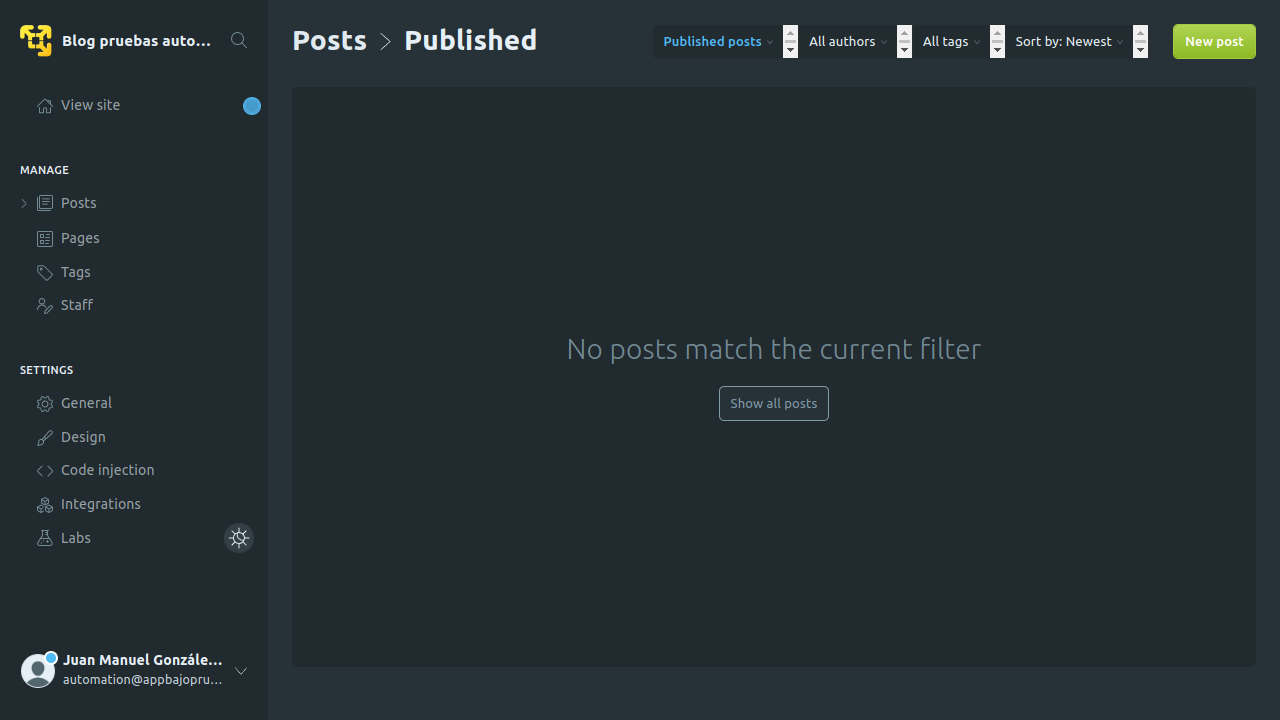 Blog pruebas auto...
View site
MANAGE
Posts
Pages
Tags
Staff
SETTINGS
General
Design
Code injection
Integrations
Labs
Juan Manuel Gonzále...
automation@appbajopru...
Posts > Published
Published posts
All authors
All tags
Sort by: Newest
New post
No posts match the current filter
Show all posts